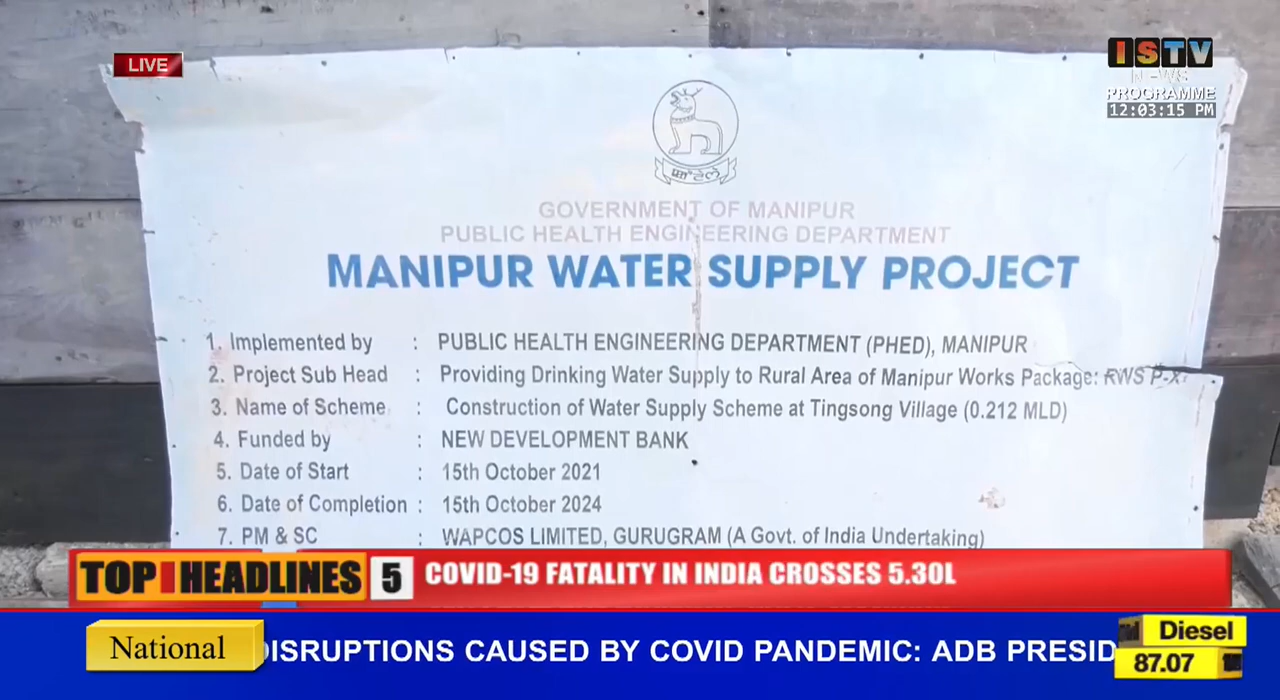 LIVE
ISTV
NEWS
PROGRAMME
12:03:15 PM
GOVERNMENT OF MANIPUR
PUBLIC HEALTH ENGINEERING DEPARTMENT
MANIPUR WATER SUPPLY PROJECT
1. Implemented by : PUBLIC HEALTH ENGINEERING DEPARTMENT (PHED), MANIPUR
2. Project Sub Head : Providing Drinking Water Supply to Rural Area of Manipur Works Package: RWS
3. Name of Scheme : Construction of Water Supply Scheme at Tingsong Village (0.212 MLD)
4. Funded by : NEW DEVELOPMENT BANK
5. Date of Start : 15th October 2021
6. Date of Completion : 15th October 2024
7. PM & SC : WAPCOS LIMITED, GURUGRAM (A Govt. of India Undertaking)
TOP HEADLINES 5 COVID-19 FATALITY IN INDIA CROSSES 5.30L
National DISRUPTIONS CAUSED BY COVID PANDEMIC: ADB PRESID
Diesel
87.07